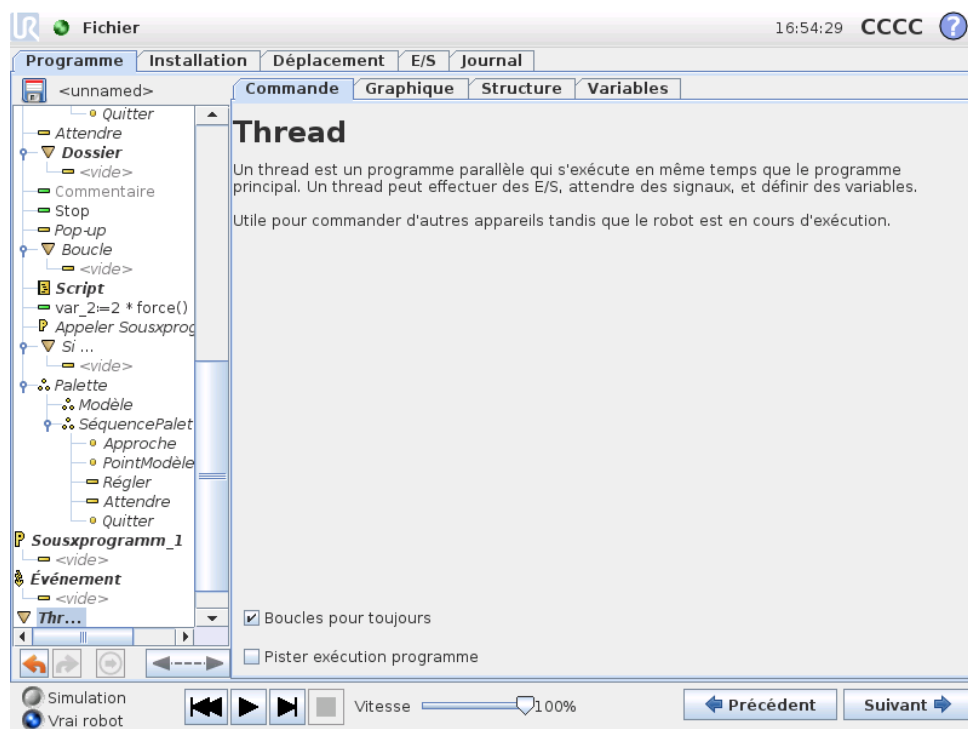 UR Fichier 16:54:29 CCCC ?
Programme Installation Déplacement E/S Journal
<unnamed>
Commande Graphique Structure Variables
Quitter
Attendre
Dossier
<vide>
Commentaire
Stop
Pop-up
Boucle
<vide>
Script
var_2:=2 * force()
Appeler Sousxprog
Si ...
<vide>
Palette
Modèle
SéquencePalet
Approche
PointModèle
Régler
Attendre
Quitter
Sousxprogramm_1
<vide>
Événement
<vide>
Thr...
Thread
Un thread est un programme parallèle qui s'exécute en même temps que le programme
principal. Un thread peut effectuer des E/S, attendre des signaux, et définir des variables.
Utile pour commander d'autres appareils tandis que le robot est en cours d'exécution.
Boucles pour toujours
Pister exécution programme
Simulation
Vrai robot
Vitesse 100%
Précédent Suivant